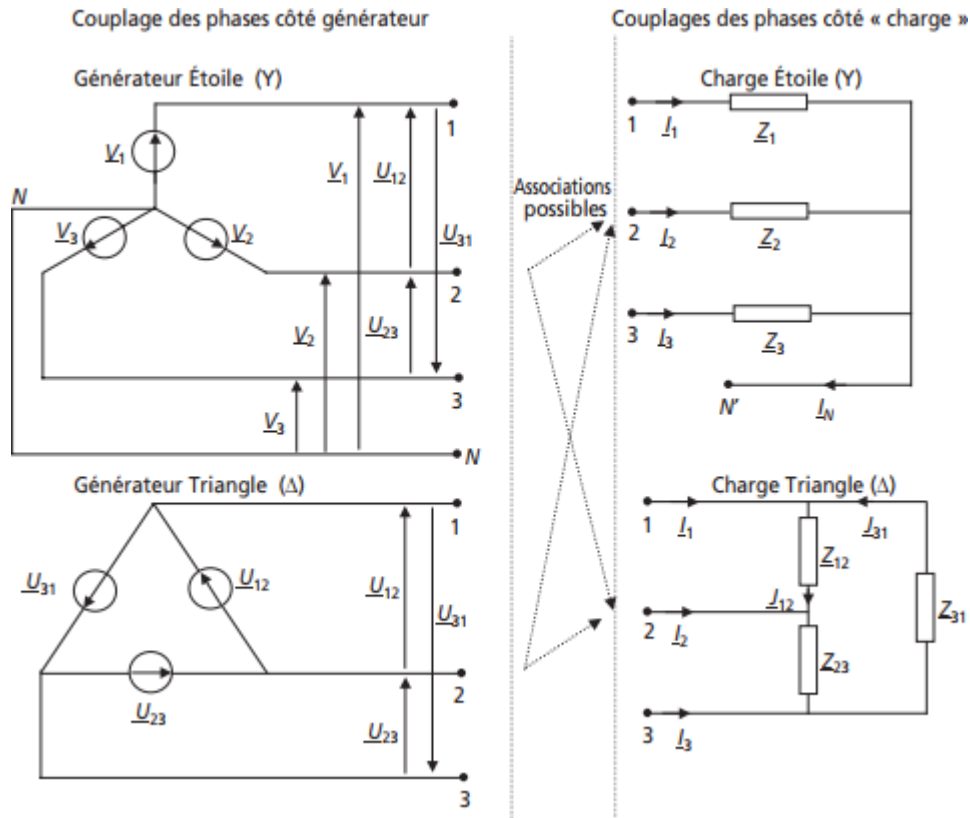 Couplage des phases côté générateur
Couplages des phases côté « charge »
Générateur Étoile (Y)
V1
N
V3
V2
V1
U12
U31
V2
U23
V3
1
2
3
N
Associations
possibles
Charge Étoile (Y)
1
I1
Z1
2
I2
Z2
3
I3
Z3
N'
IN
Générateur Triangle (Δ)
U31
U12
U23
U12
U31
U23
1
2
3
Charge Triangle (Δ)
1
I1
J31
Z12
J12
Z31
2
I2
Z23
3
I3